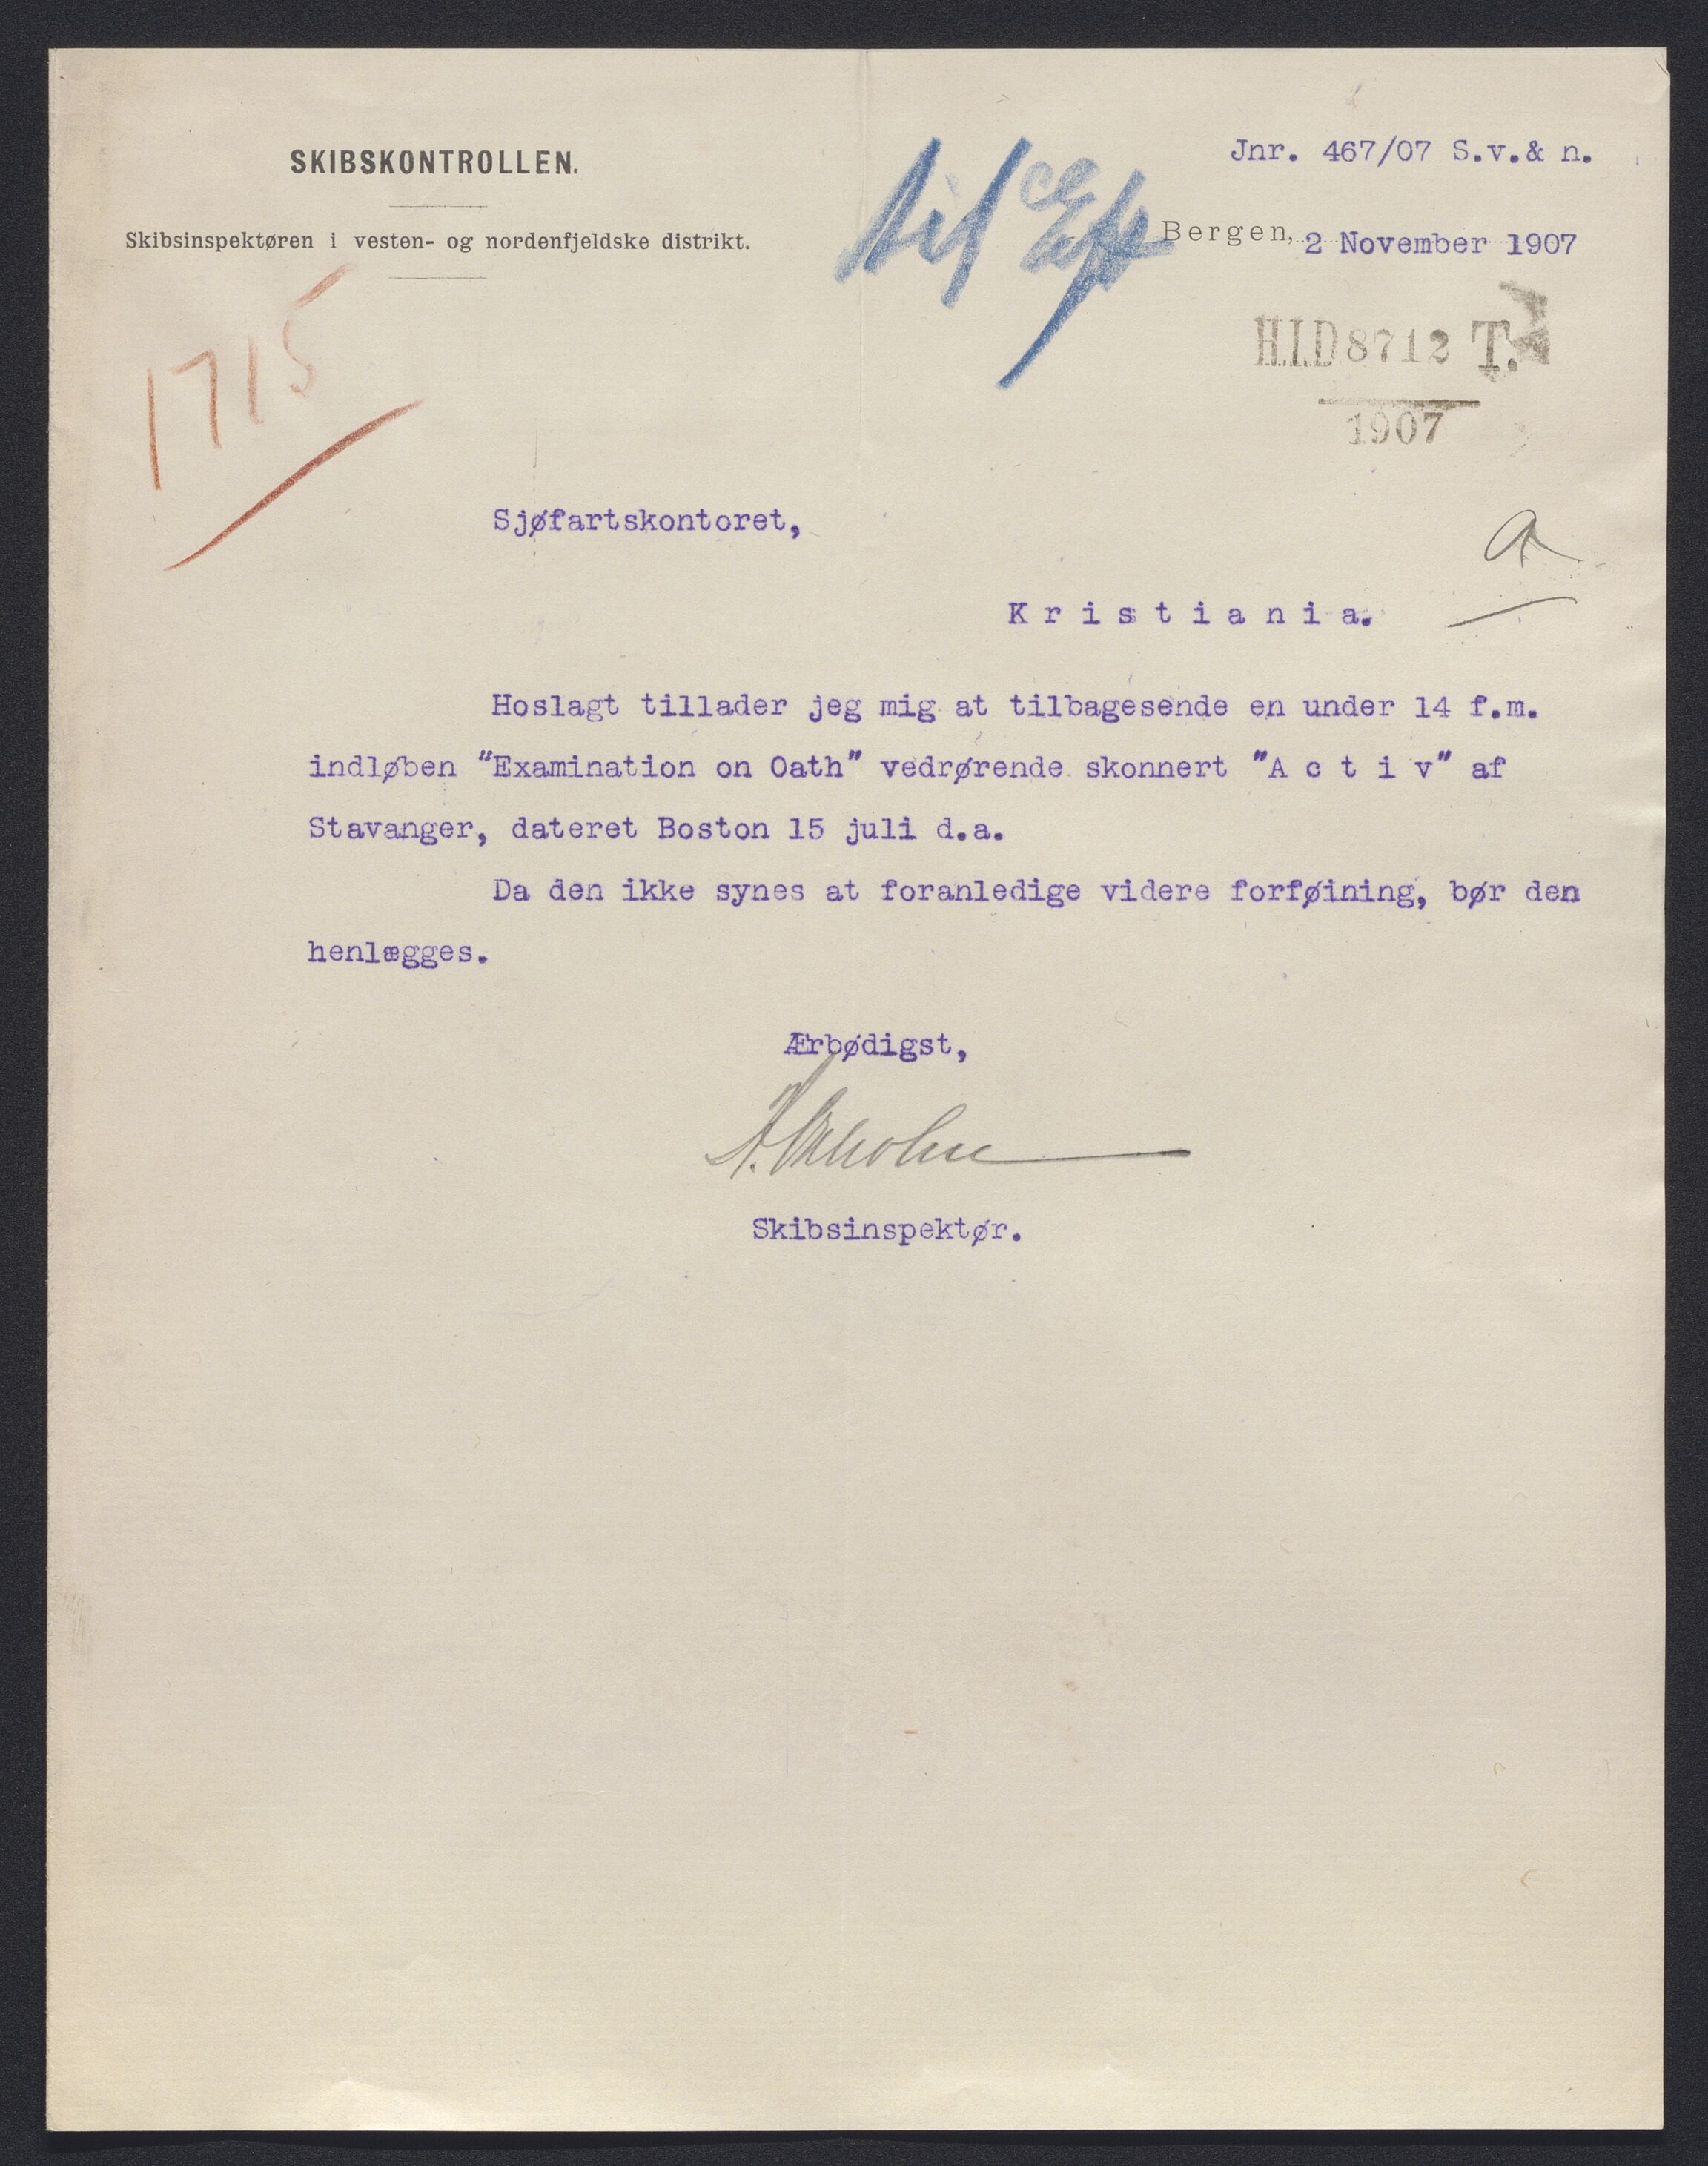 SKIBSKONTROLLEN.
Skibsinspektøren i vesten- og nordenfjeldske distrikt.
Jnr. 467/07 S.v.& n.
Bergen, 2 November 1907
H.I.D 8712 T.
1907
1715
Sjøfartskontoret,
K r i s t i a n i a.
Hoslagt tillader jeg mig at tilbagesende en under 14 f.m.
indløben "Examination on Oath" vedrørende skonnert "A c t i v" af
Stavanger, dateret Boston 15 juli d.a.
Da den ikke synes at foranledige videre forføining, bør den
henlægges.
Ærbødigst,
Skibsinspektør.